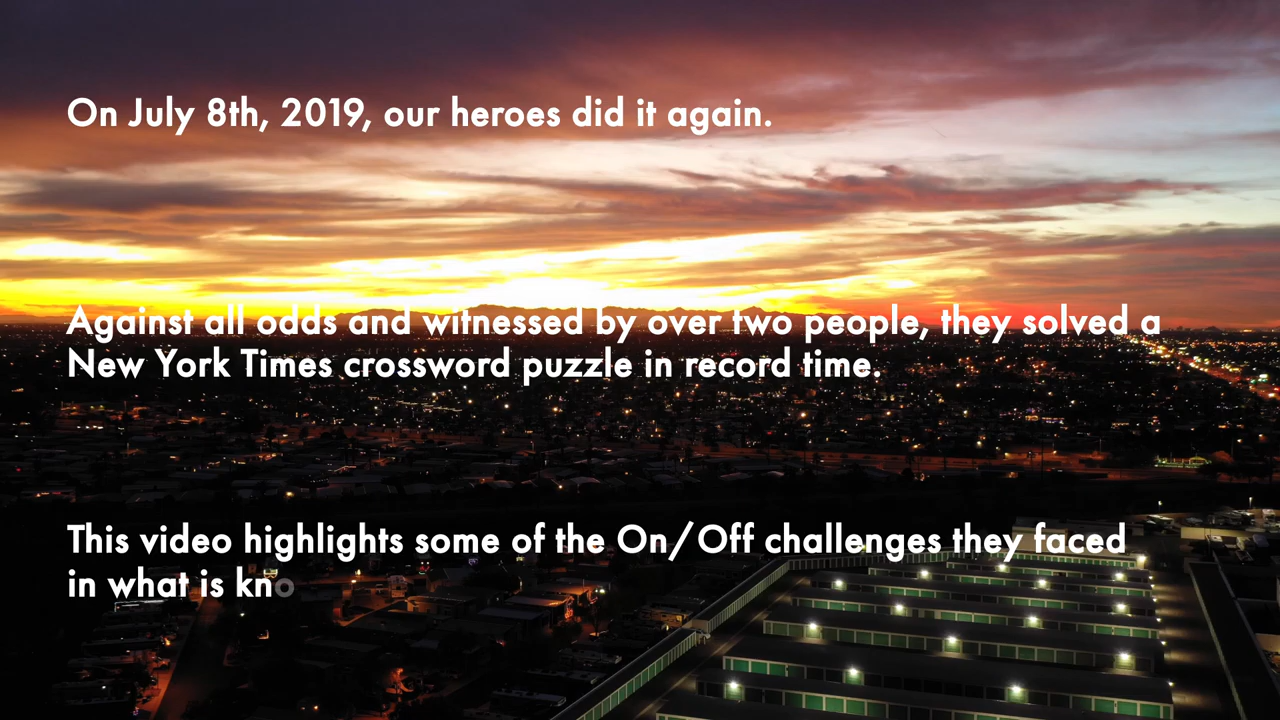 On July 8th, 2019, our heroes did it again.
Against all odds and witnessed by over two people, they solved a
New York Times crossword puzzle in record time.
This video highlights some of the On/Off challenges they faced
in what is kno